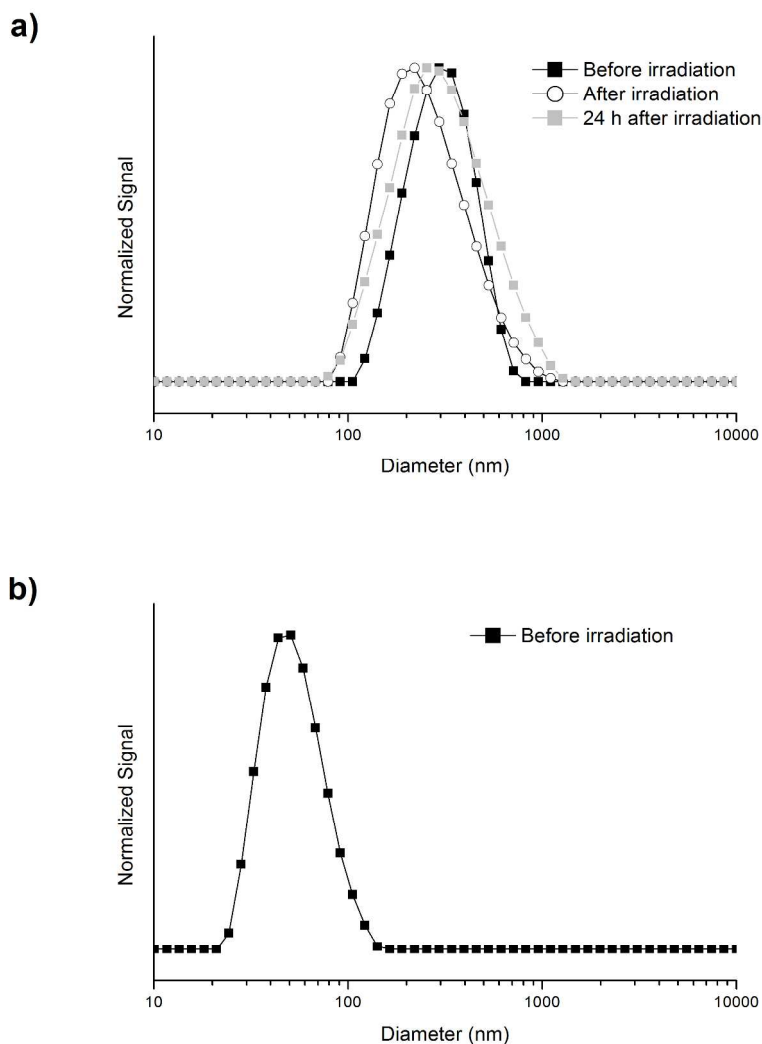 a)
Normalized Signal
Before irradiation
After irradiation
24 h after irradiation
10 100 1000 10000
Diameter (nm)
b)
Normalized Signal
Before irradiation
10 100 1000 10000
Diameter (nm)